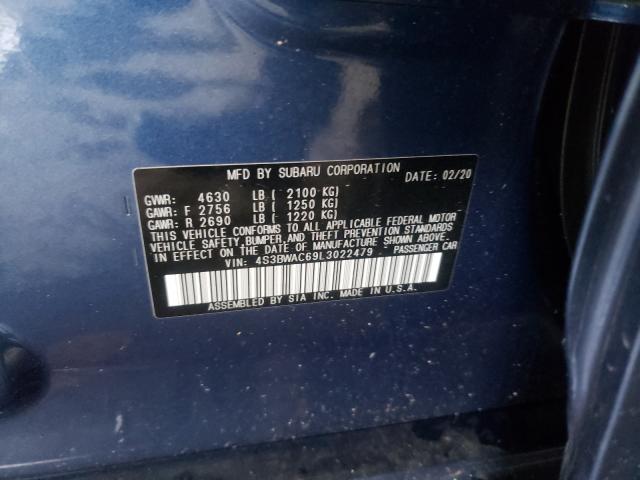 MFD BY SUBARU CORPORATION
DATE: 02/20
GVWR: 4630 LB ( 2100 KG)
GAWR: F 2756 LB ( 1250 KG)
GAWR: R 2690 LB ( 1220 KG)
THIS VEHICLE CONFORMS TO ALL APPLICABLE FEDERAL MOTOR
VEHICLE SAFETY, BUMPER, AND THEFT PREVENTION STANDARDS
IN EFFECT ON THE DATE OF MANUFACTURE SHOWN ABOVE.
VIN: 4S3BWAC69L3022479 PASSENGER CAR
ASSEMBLED BY SIA INC. MADE IN U.S.A.